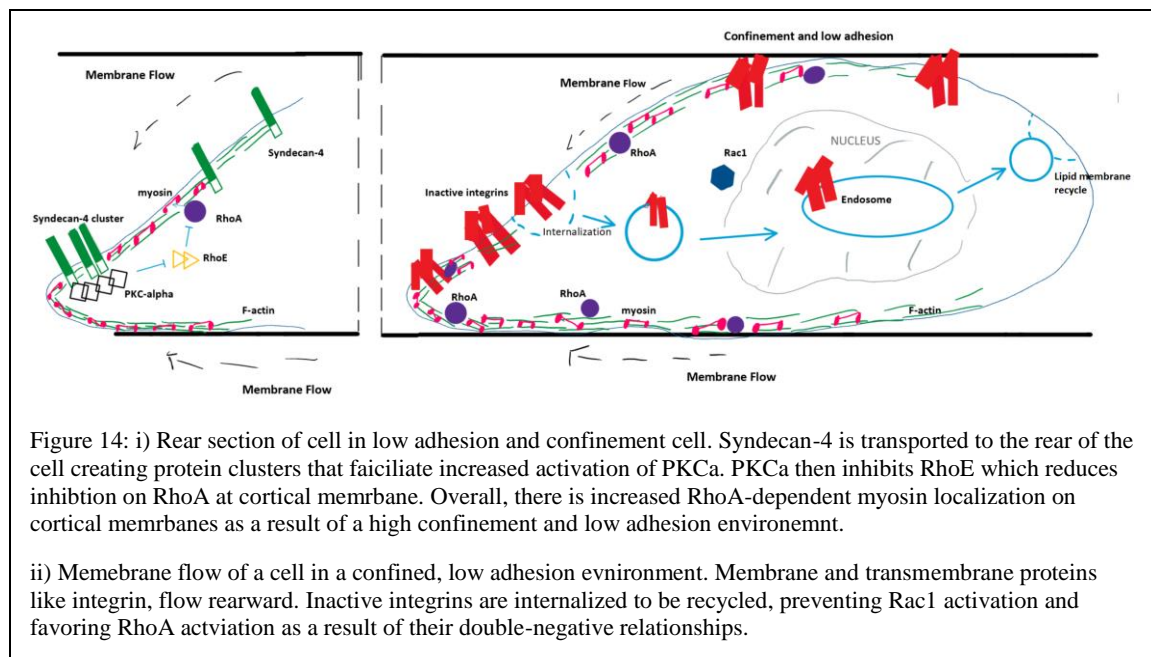 Confinement and low adhesion
Membrane Flow
Membrane Flow
Syndecan-4
NUCLEUS
RhoA
Rac1
myosin
Inactive integrins
Lipid membrane
recycle
Endosome
Syndecan-4 cluster
RhoA
Internalization
RhoE
PKC-alpha
RhoA
RhoA
myosin
F-actin
F-actin
Membrane Flow
Membrane Flow
Figure 14: i) Rear section of cell in low adhesion and confinement cell. Syndecan-4 is transported to the rear of the
cell creating protein clusters that faiciliate increased activation of PKCa. PKCa then inhibits RhoE which reduces
inhibtion on RhoA at cortical memrbane. Overall, there is increased RhoA-dependent myosin localization on
cortical memrbanes as a result of a high confinement and low adhesion environemnt.
ii) Memebrane flow of a cell in a confined, low adhesion evnironment. Membrane and transmembrane proteins
like integrin, flow rearward. Inactive integrins are internalized to be recycled, preventing Rac1 activation and
favoring RhoA actviation as a result of their double-negative relationships.